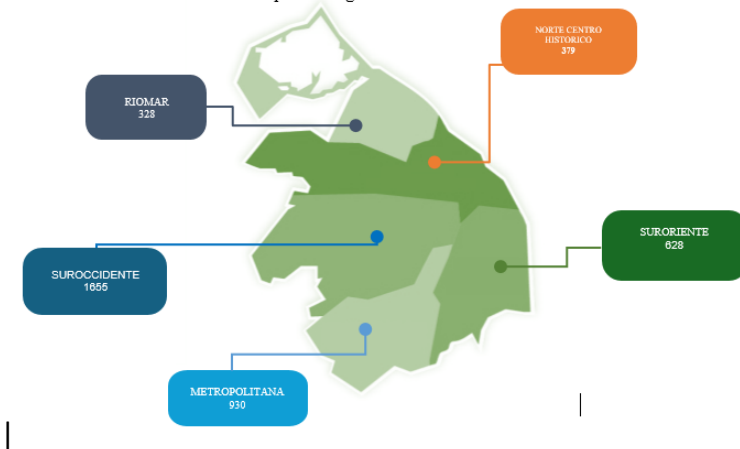 NORTE CENTRO
HISTORICO
379
RIOMAR
328
SURORIENTE
628
SUROCCIDENTE
1655
METROPOLITANA
930